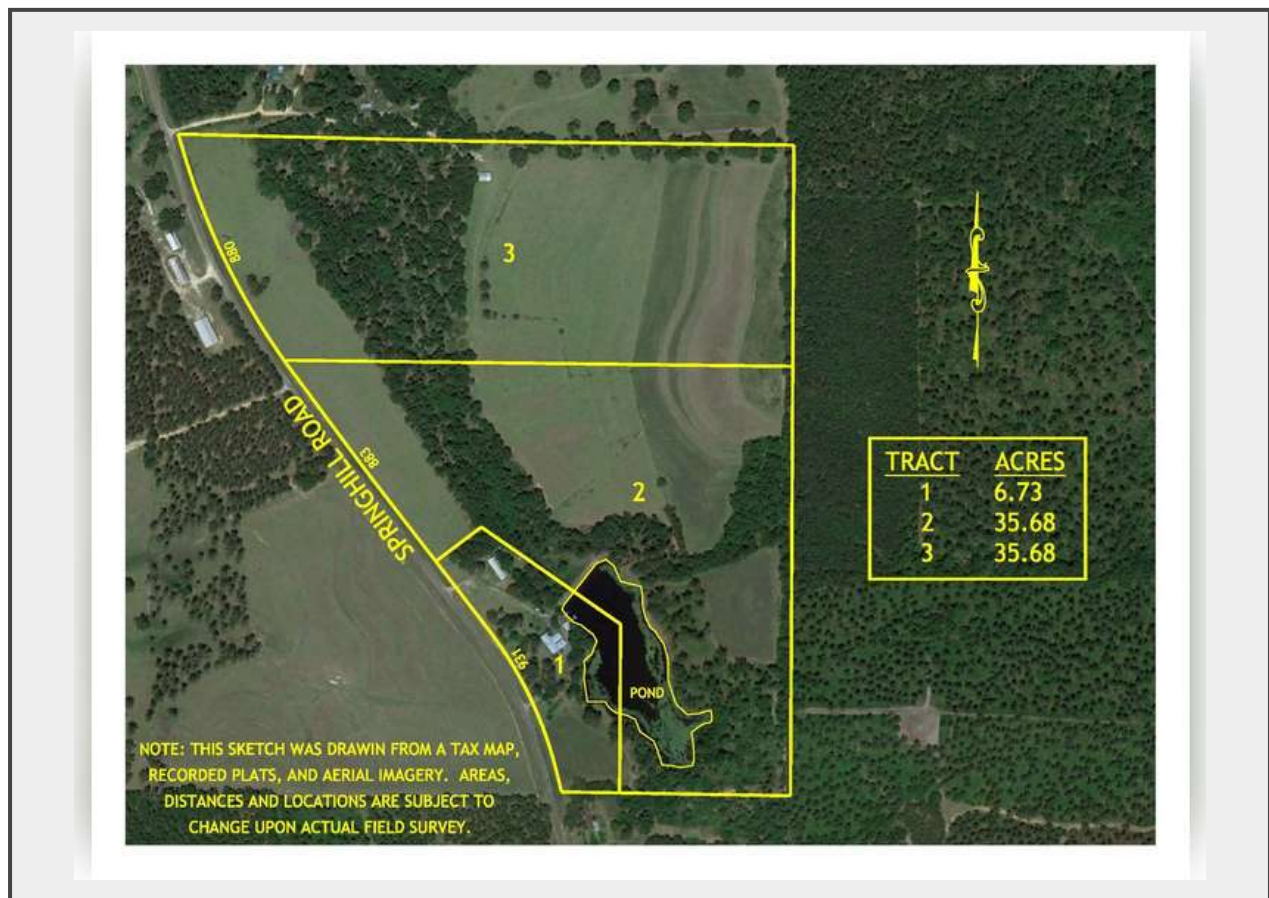 880
3
SPRINGHILL ROAD
883
2
931
1
POND
TRACT ACRES
1 6.73
2 35.68
3 35.68
NOTE: THIS SKETCH WAS DRAWIN FROM A TAX MAP,
RECORDED PLATS, AND AERIAL IMAGERY. AREAS,
DISTANCES AND LOCATIONS ARE SUBJECT TO
CHANGE UPON ACTUAL FIELD SURVEY.